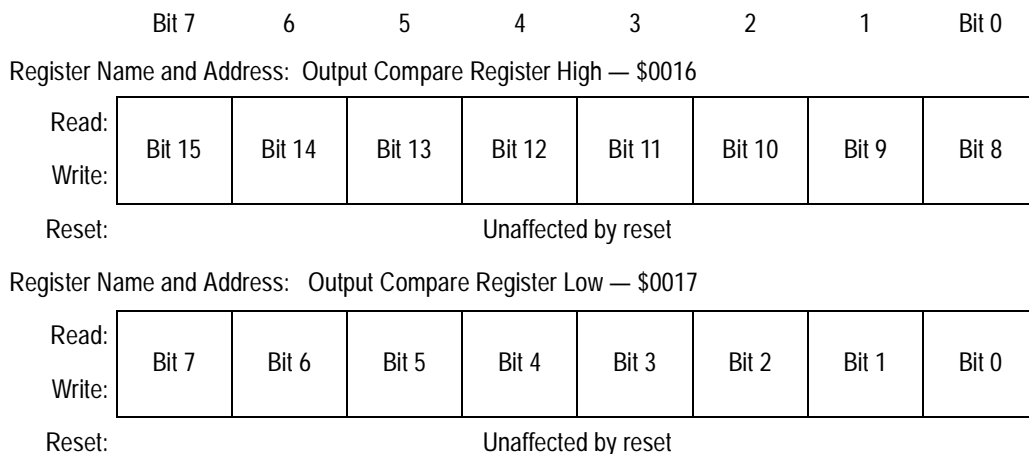 Bit 7 6 5 4 3 2 1 Bit 0
Register Name and Address: Output Compare Register High — $0016
Read:
Bit 15 Bit 14 Bit 13 Bit 12 Bit 11 Bit 10 Bit 9 Bit 8
Write:
Reset: Unaffected by reset
Register Name and Address: Output Compare Register Low — $0017
Read:
Bit 7 Bit 6 Bit 5 Bit 4 Bit 3 Bit 2 Bit 1 Bit 0
Write:
Reset: Unaffected by reset